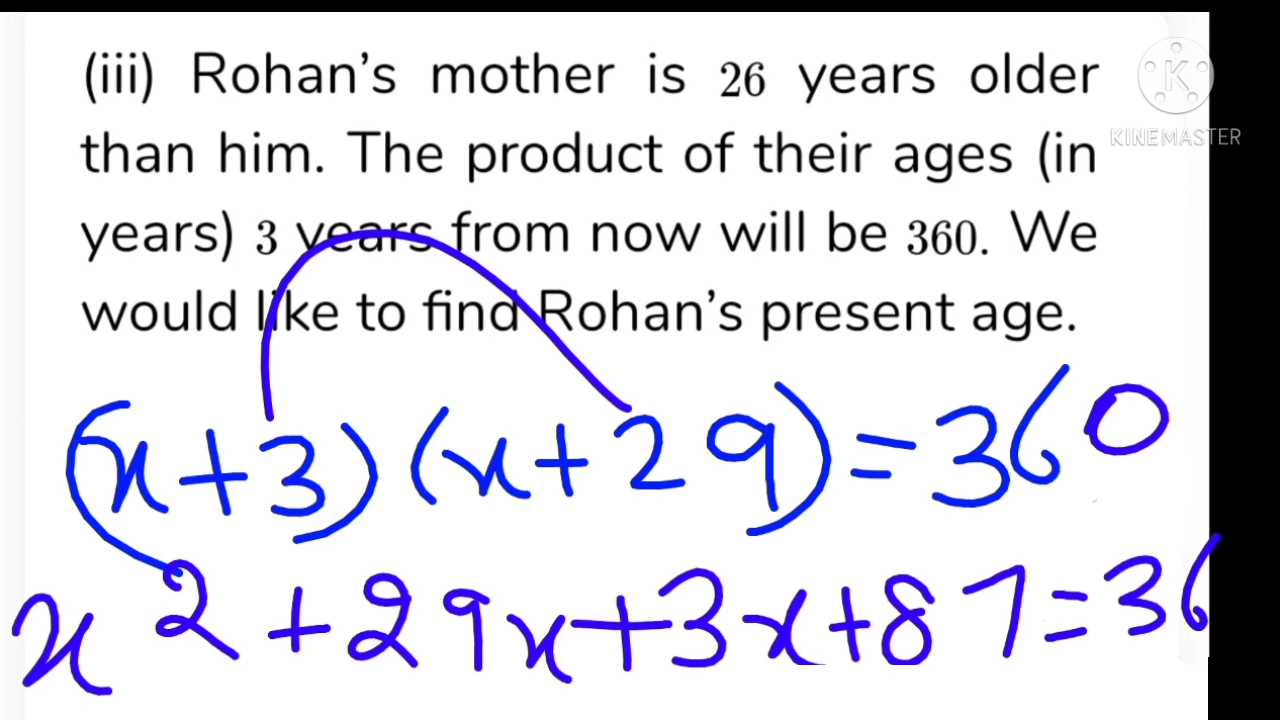 (iii) Rohan's mother is 26 years older
than him. The product of their ages (in
years) 3 years from now will be 360. We
would like to find Rohan's present age.
KINEMASTER
(x+3)(x+29)=360
x²+29x+3x+87=36